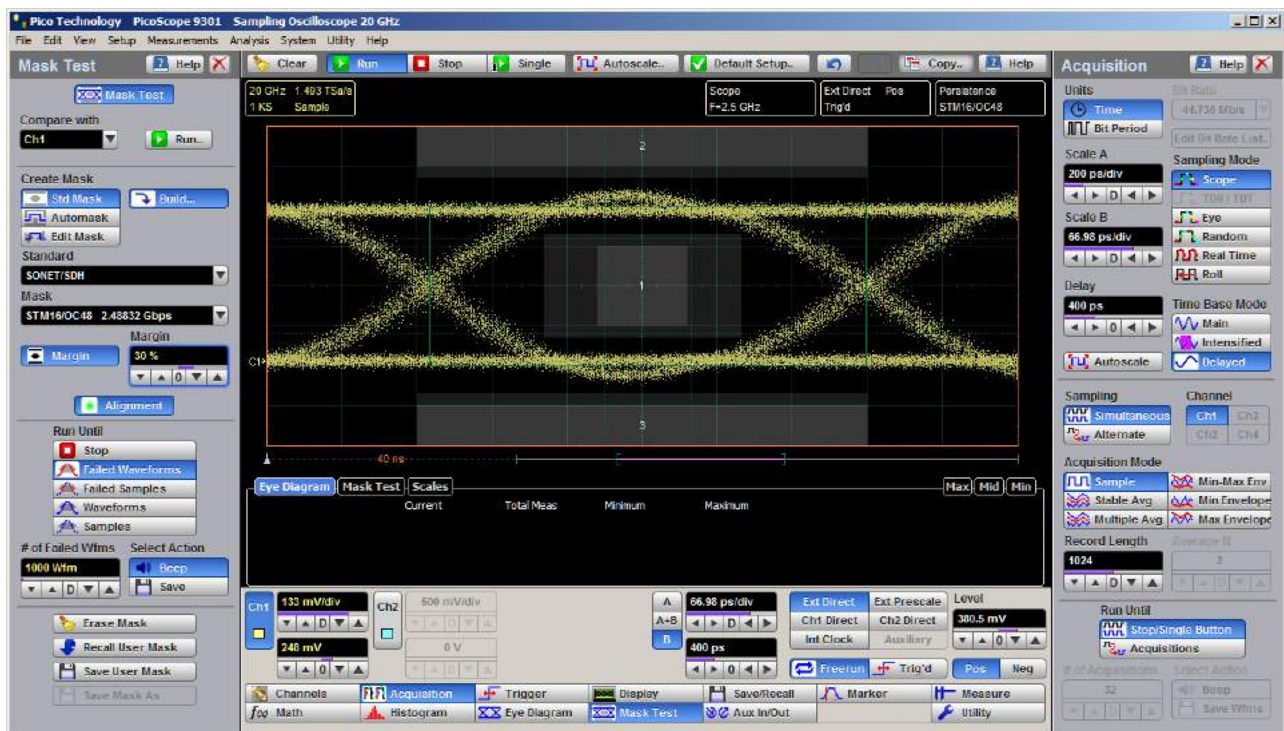 Pico Technology PicoScope 9301 Sampling Oscilloscope 20 GHz
File Edit View Setup Measurements Analysis System Utility Help
Mask Test Help
Clear Run Stop Single Autoscale.. Default Setup.. Copy.. Help
Acquisition Help
Mask Test
Compare with
Ch1 Run...
Create Mask
Std Mask Build...
Automask
Edit Mask
Standard
SONET/SDH
Mask
STM16/OC48 2.48832 Gbps
Margin
Margin 30 %
0
Alignment
Run Until
Stop
Failed Waveforms
Failed Samples
Waveforms
Samples
# of Failed Wfms Select Action
1000 Wfm Beep
D Save
Erase Mask
Recall User Mask
Save User Mask
Save Mask As
20 GHz 1.493 TSa/s
1 KS Sample
Scope
F=2.5 GHz
Ext Direct Pos
Trig'd
Persistence
STM16/OC48
2
1
C1
3
40 ns
Eye Diagram Mask Test Scales Max Mid Min
Current Total Meas Minimum Maximum
Ch1 133 mV/div
D
248 mV
0
Ch2 500 mV/div
D
0 V
0
A
A+B
B
66.98 ps/div
D
400 ps
0
Ext Direct Ext Prescale
Ch1 Direct Ch2 Direct
Int Clock Auxiliary
Level
380.5 mV
0
Freerun Trig'd Pos Neg
Channels Acquisition Trigger Display Save/Recall Marker Measure
Math Histogram Eye Diagram Mask Test Aux In/Out Utility
Units
Time
Bit Period
Bit Rate
44.736 Mb/s
Edit Bit Rate List..
Scale A
200 ps/div
D
Scale B
66.98 ps/div
D
Delay
400 ps
0
Autoscale
Sampling Mode
Scope
TDR / TDT
Eye
Random
Real Time
Roll
Time Base Mode
Main
Intensified
Delayed
Sampling
Simultaneous
Alternate
Channel
Ch1 Ch3
Ch2 Ch4
Acquisition Mode
Sample Min-Max Env
Stable Avg Min Envelope
Multiple Avg Max Envelope
Record Length Average N
1024 2
D D
Run Until
Stop/Single Button
Acquisitions
# of Acquisitions Select Action
32 Beep
D Save Wfms